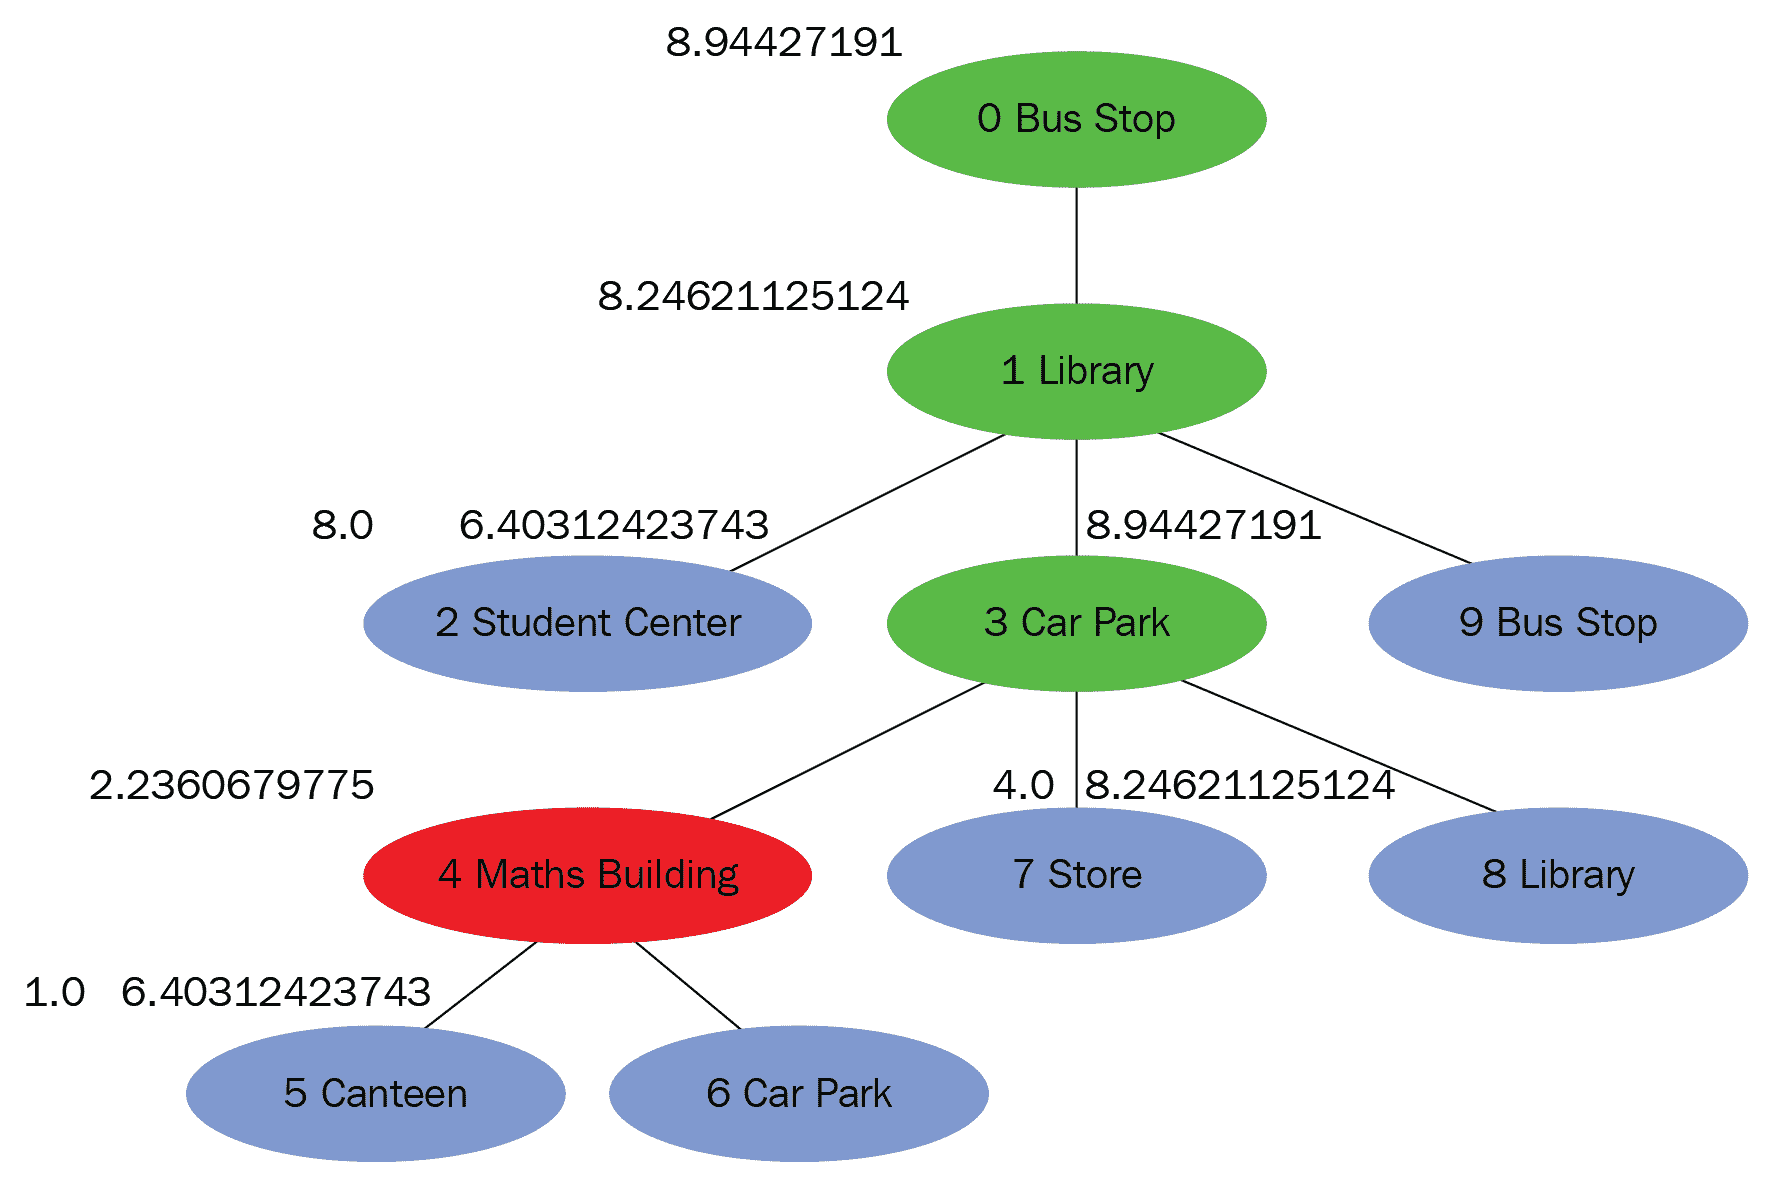 8.94427191
0 Bus Stop
8.24621125124
1 Library
8.0 6.40312423743 8.94427191
2 Student Center 3 Car Park 9 Bus Stop
2.2360679775 4.0 8.24621125124
4 Maths Building 7 Store 8 Library
1.0 6.40312423743
5 Canteen 6 Car Park